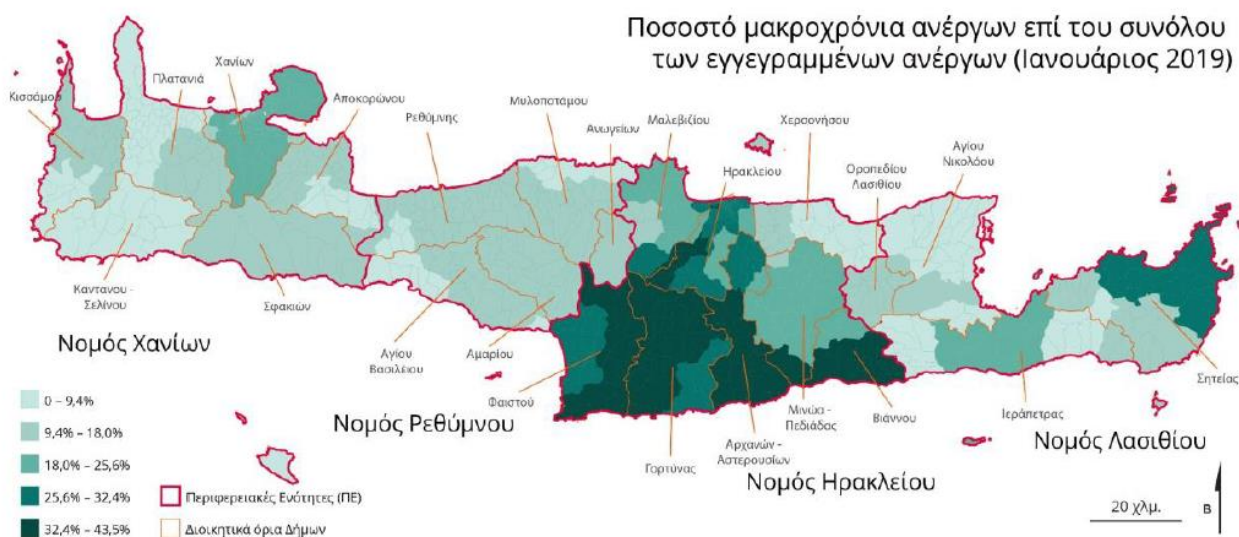 Ποσοστό μακροχρόνια ανέργων επί του συνόλου
των εγγεγραμμένων ανέργων (Ιανουάριος 2019)
Χανίων
Πλατανιά
Κισσάμου
Αποκορώνου
Ρεθύμνης
Μυλοποτάμου
Ανωγείων
Μαλεβιζίου
Χερσονήσου
Ηρακλείου
Οροπεδίου
Λασιθίου
Αγίου
Νικολάου
Καντανου -
Σελίνου
Σφακιών
Νομός Χανίων
Αγίου
Βασιλείου
Αμαρίου
Φαιστού
Νομός Ρεθύμνου
Γορτύνας
Αρχανών -
Αστερουσίων
Μινώα -
Πεδιάδας
Βιάννου
Νομός Ηρακλείου
Ιεράπετρας
Σητείας
Νομός Λασιθίου
0 – 9,4%
9,4% – 18,0%
18,0% – 25,6%
25,6% – 32,4%
32,4% – 43,5%
Περιφερειακές Ενότητες (ΠΕ)
Διοικητικά όρια Δήμων
20 χλμ.
Β